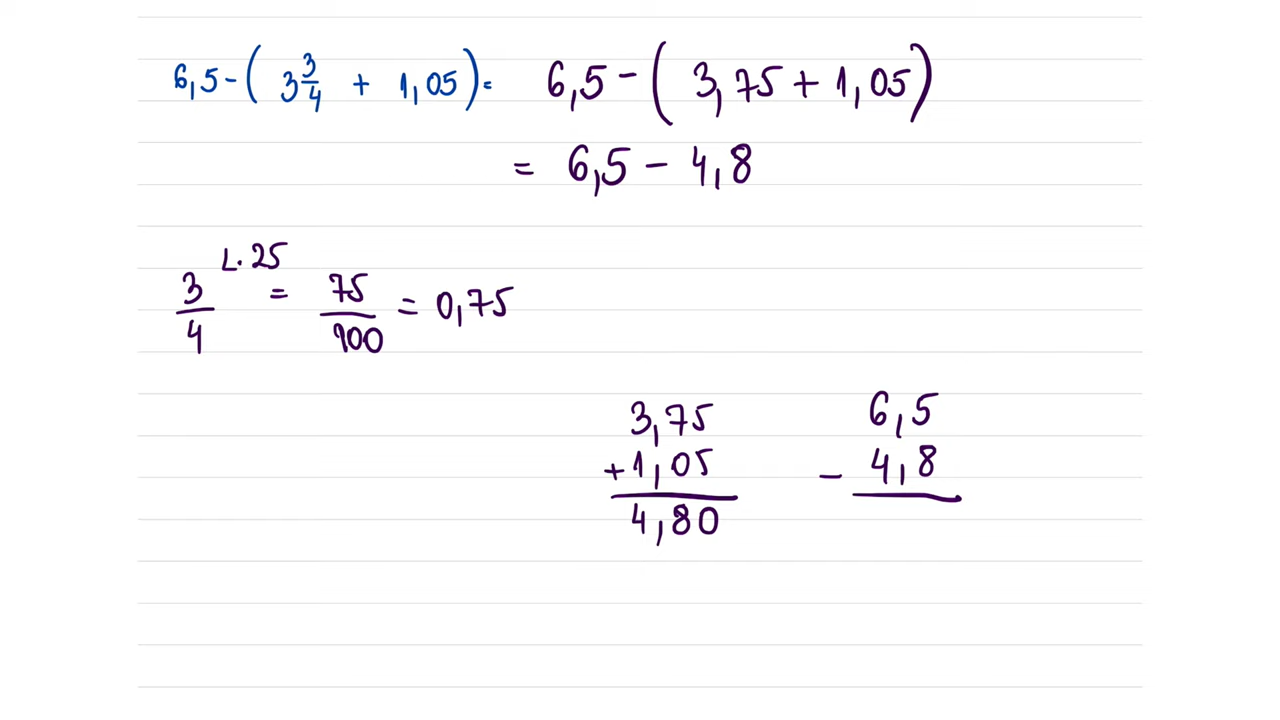 6,5 - ( 3 3/4 + 1,05 ) = 6,5 - ( 3,75 + 1,05 )
= 6,5 - 4,8
3/4 L·25 = 75/100 = 0,75
3,75
+1,05
4,80
6,5
- 4,8